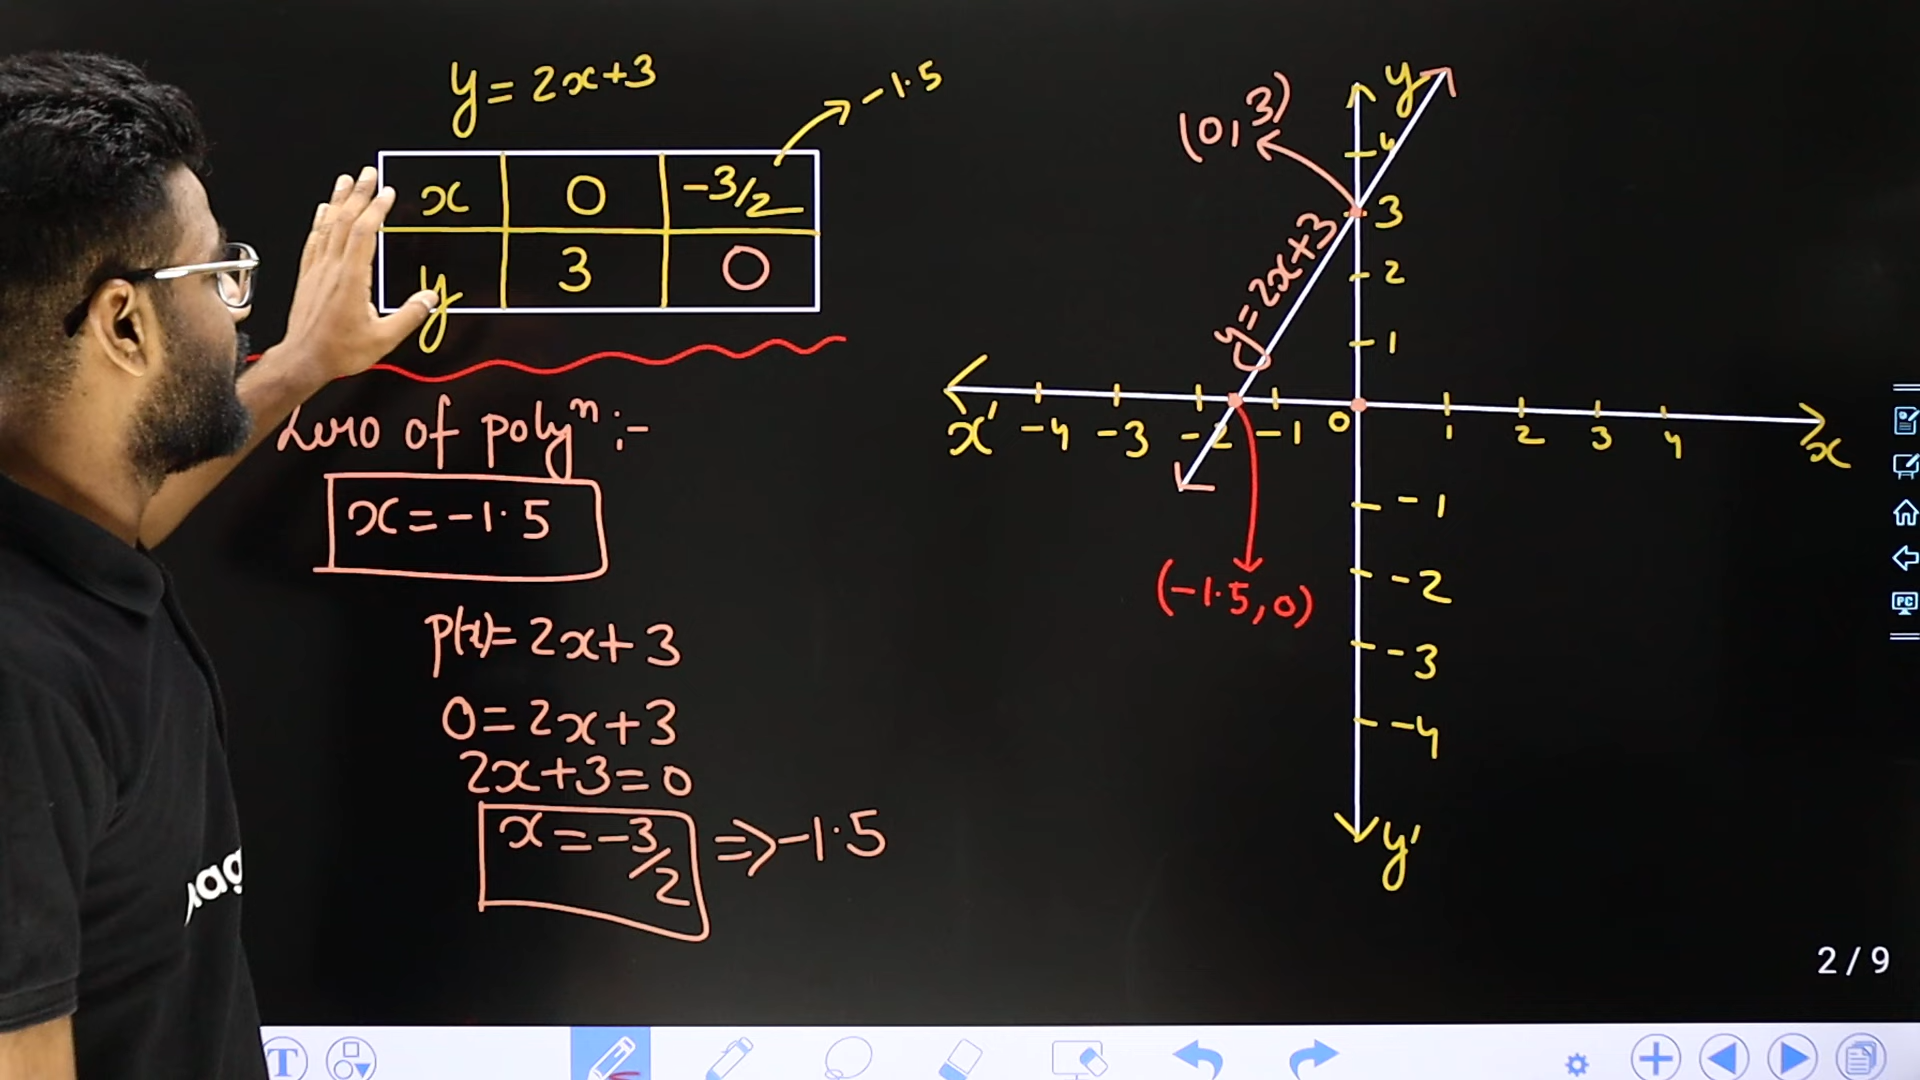 y = 2x+3
-1.5
x 0 -3/2
y 3 0
Zero of polyⁿ :-
x = -1.5
p(x) = 2x+3
0 = 2x+3
2x+3 = 0
x = -3/2 ⇒ -1.5
y
(0, 3)
4
3
2
1
y = 2x+3
x' -4 -3 -2 -1 0 1 2 3 4 x
-1
(-1.5, 0)
-2
-3
-4
y'
2 / 9
T
PC